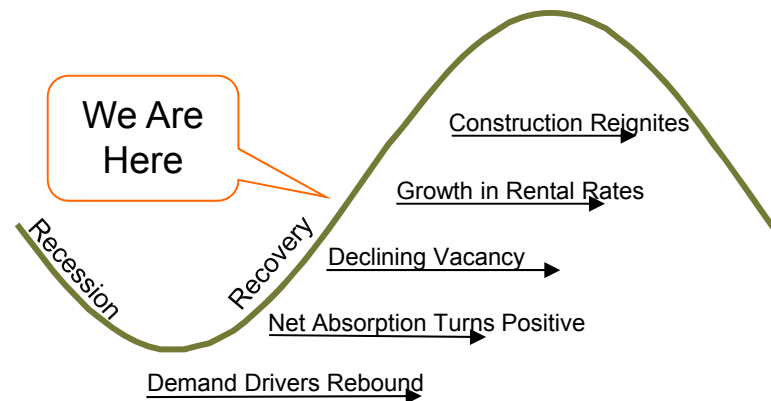 We Are
Here
Construction Reignites
Growth in Rental Rates
Recession
Recovery
Declining Vacancy
Net Absorption Turns Positive
Demand Drivers Rebound